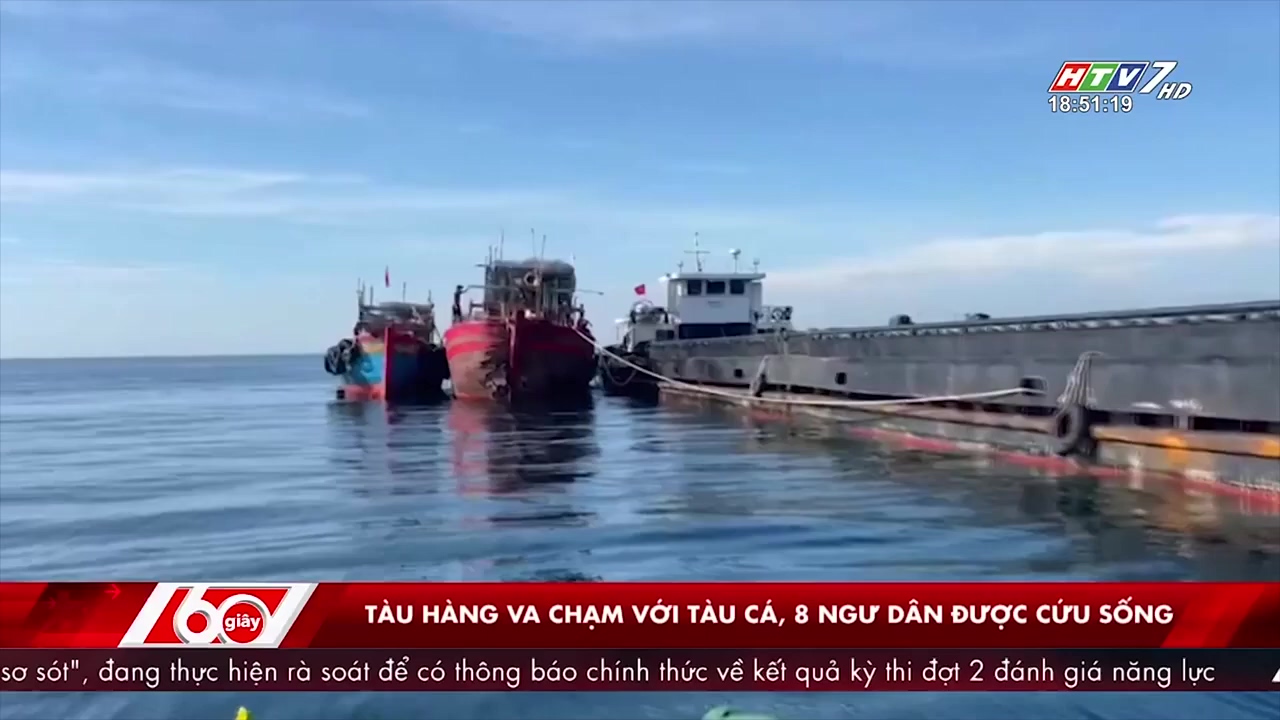 HTV7 HD
18:51:19
60 giây
TÀU HÀNG VA CHẠM VỚI TÀU CÁ, 8 NGƯ DÂN ĐƯỢC CỨU SỐNG
sơ sót", đang thực hiện rà soát để có thông báo chính thức về kết quả kỳ thi đợt 2 đánh giá năng lực